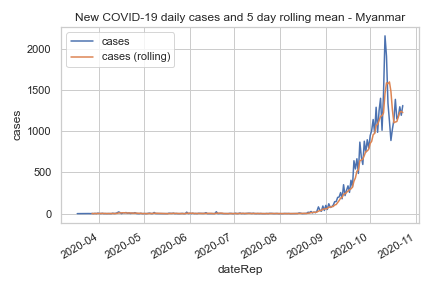 New COVID-19 daily cases and 5 day rolling mean - Myanmar
cases
cases (rolling)
2000
1500
1000
500
0
cases
2020-04
2020-05
2020-06
2020-07
2020-08
2020-09
2020-10
2020-11
dateRep